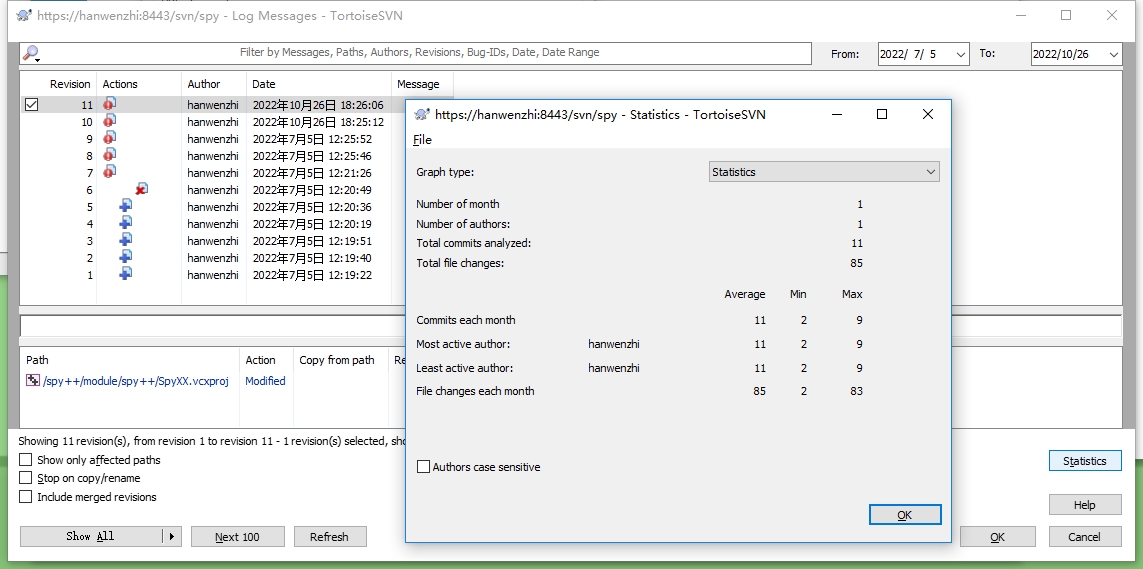 https://hanwenzhi:8443/svn/spy - Log Messages - TortoiseSVN
Filter by Messages, Paths, Authors, Revisions, Bug-IDs, Date, Date Range
From: 2022/ 7/ 5 To: 2022/10/26
Revision Actions Author Date Message
11 hanwenzhi 2022年10月26日 18:26:06
10 hanwenzhi 2022年10月26日 18:25:12
9 hanwenzhi 2022年7月5日 12:25:52
8 hanwenzhi 2022年7月5日 12:25:46
7 hanwenzhi 2022年7月5日 12:21:26
6 hanwenzhi 2022年7月5日 12:20:49
5 hanwenzhi 2022年7月5日 12:20:36
4 hanwenzhi 2022年7月5日 12:20:19
3 hanwenzhi 2022年7月5日 12:19:51
2 hanwenzhi 2022年7月5日 12:19:40
1 hanwenzhi 2022年7月5日 12:19:22
Path Action Copy from path Re
/spy++/module/spy++/SpyXX.vcxproj Modified
Showing 11 revision(s), from revision 1 to revision 11 - 1 revision(s) selected, sho
Show only affected paths
Stop on copy/rename
Include merged revisions
Show All Next 100 Refresh
Statistics
Help
OK Cancel
https://hanwenzhi:8443/svn/spy - Statistics - TortoiseSVN
File
Graph type: Statistics
Number of month 1
Number of authors: 1
Total commits analyzed: 11
Total file changes: 85
Average Min Max
Commits each month 11 2 9
Most active author: hanwenzhi 11 2 9
Least active author: hanwenzhi 11 2 9
File changes each month 85 2 83
Authors case sensitive
OK